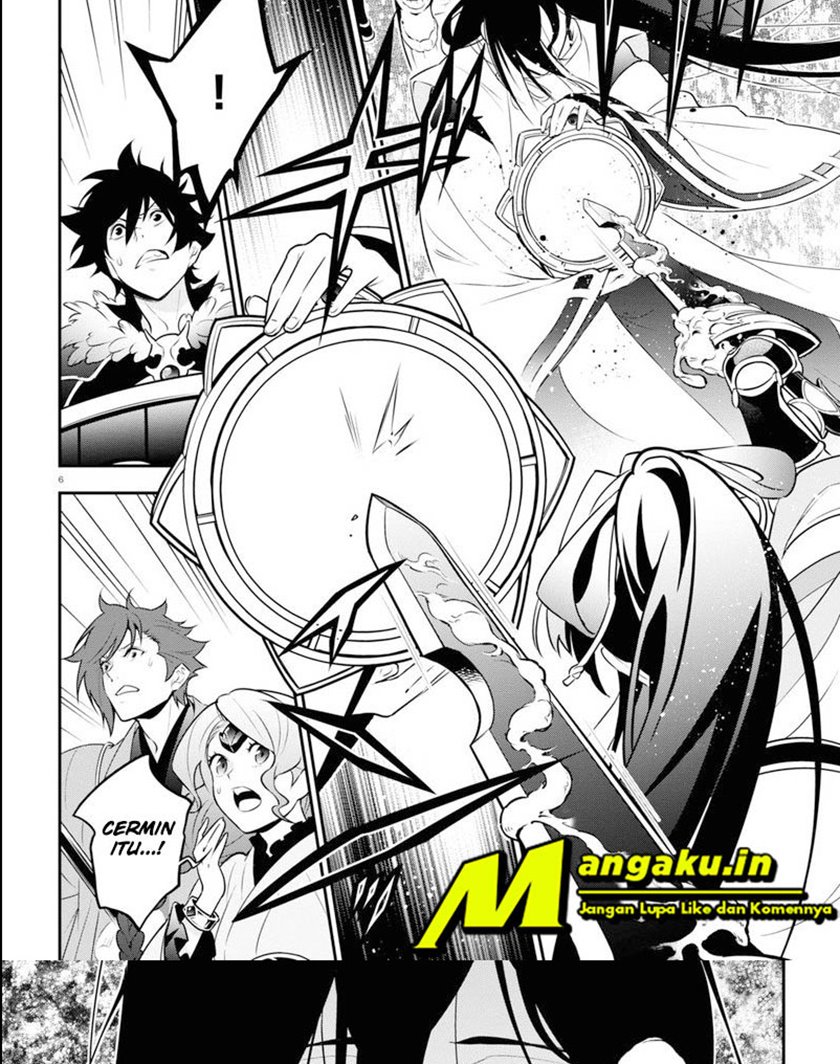 !
6
CERMIN
ITU...!
Mangaku.in
Jangan Lupa Like dan Komennya